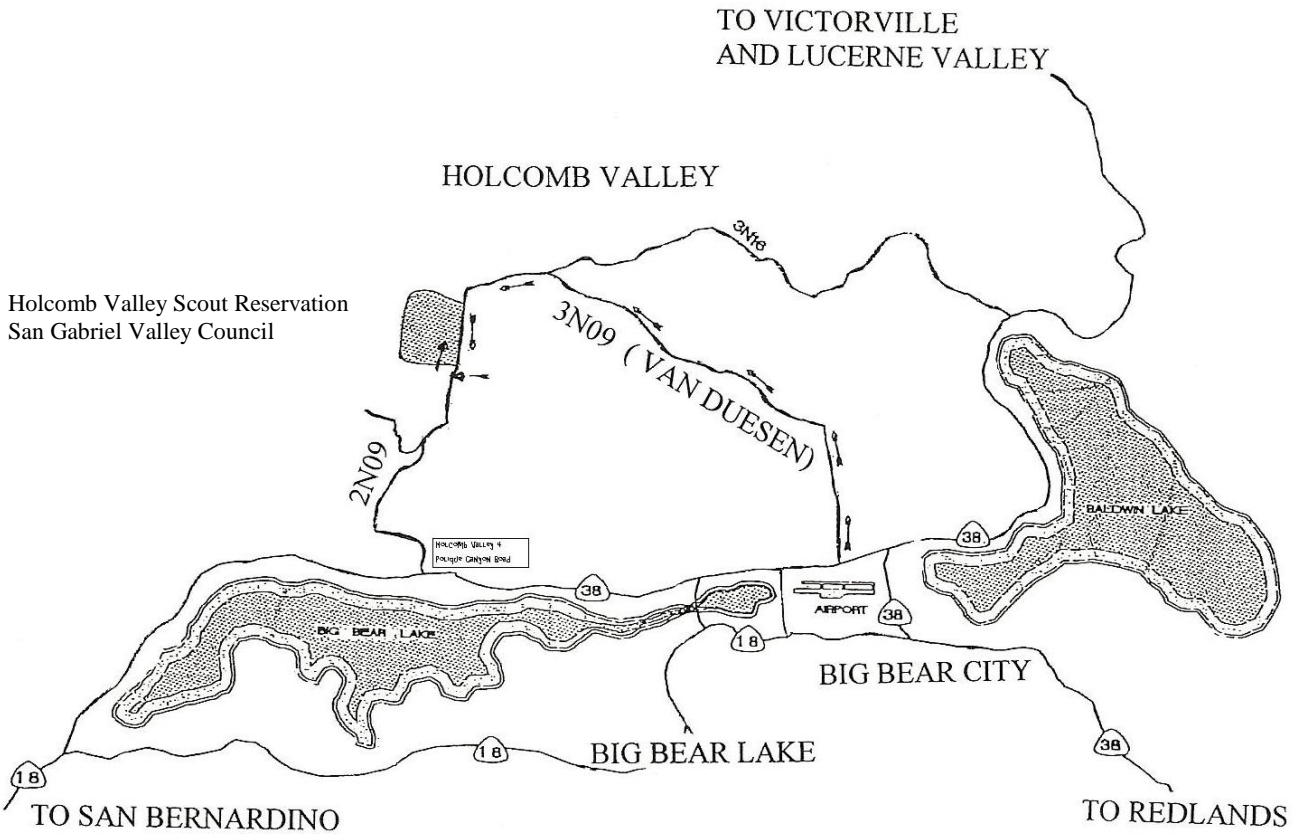 TO VICTORVILLE
AND LUCERNE VALLEY
HOLCOMB VALLEY
3N16
Holcomb Valley Scout Reservation
San Gabriel Valley Council
3N09 ( VAN DUESEN)
2N09
Holcomb Valley &
Polique Canyon Road
BALDWIN LAKE
38
38
AIRPORT
38
BIG BEAR LAKE
18
BIG BEAR CITY
18
BIG BEAR LAKE
38
18
TO SAN BERNARDINO
TO REDLANDS